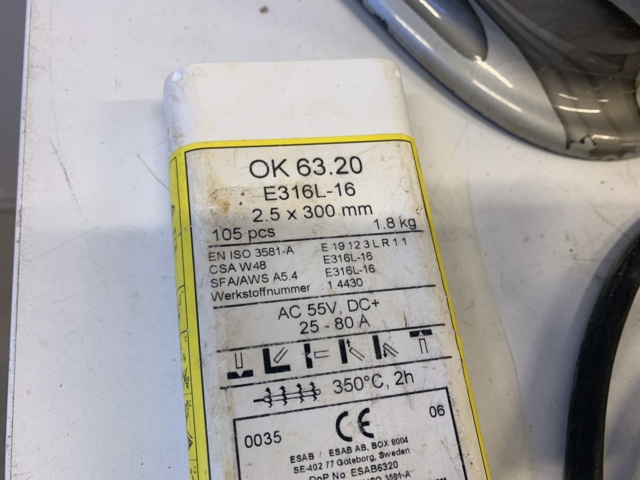 OK 63.20
E316L-16
2.5 x 300 mm
105 pcs 1.8 kg
EN ISO 3581-A : E 19 12 3 L R 1 1
CSA W48 : E316L-16
SFA/AWS A5.4 : E316L-16
Werkstoffnummer : 1 4430
AC 55V, DC+
25 - 80 A
350°C, 2h
0035 CE 06
ESAB / ESAB AB, BOX 8004
SE-402 77 Göteborg, Sweden
DoP No: ESAB6320
ISO 3581-A